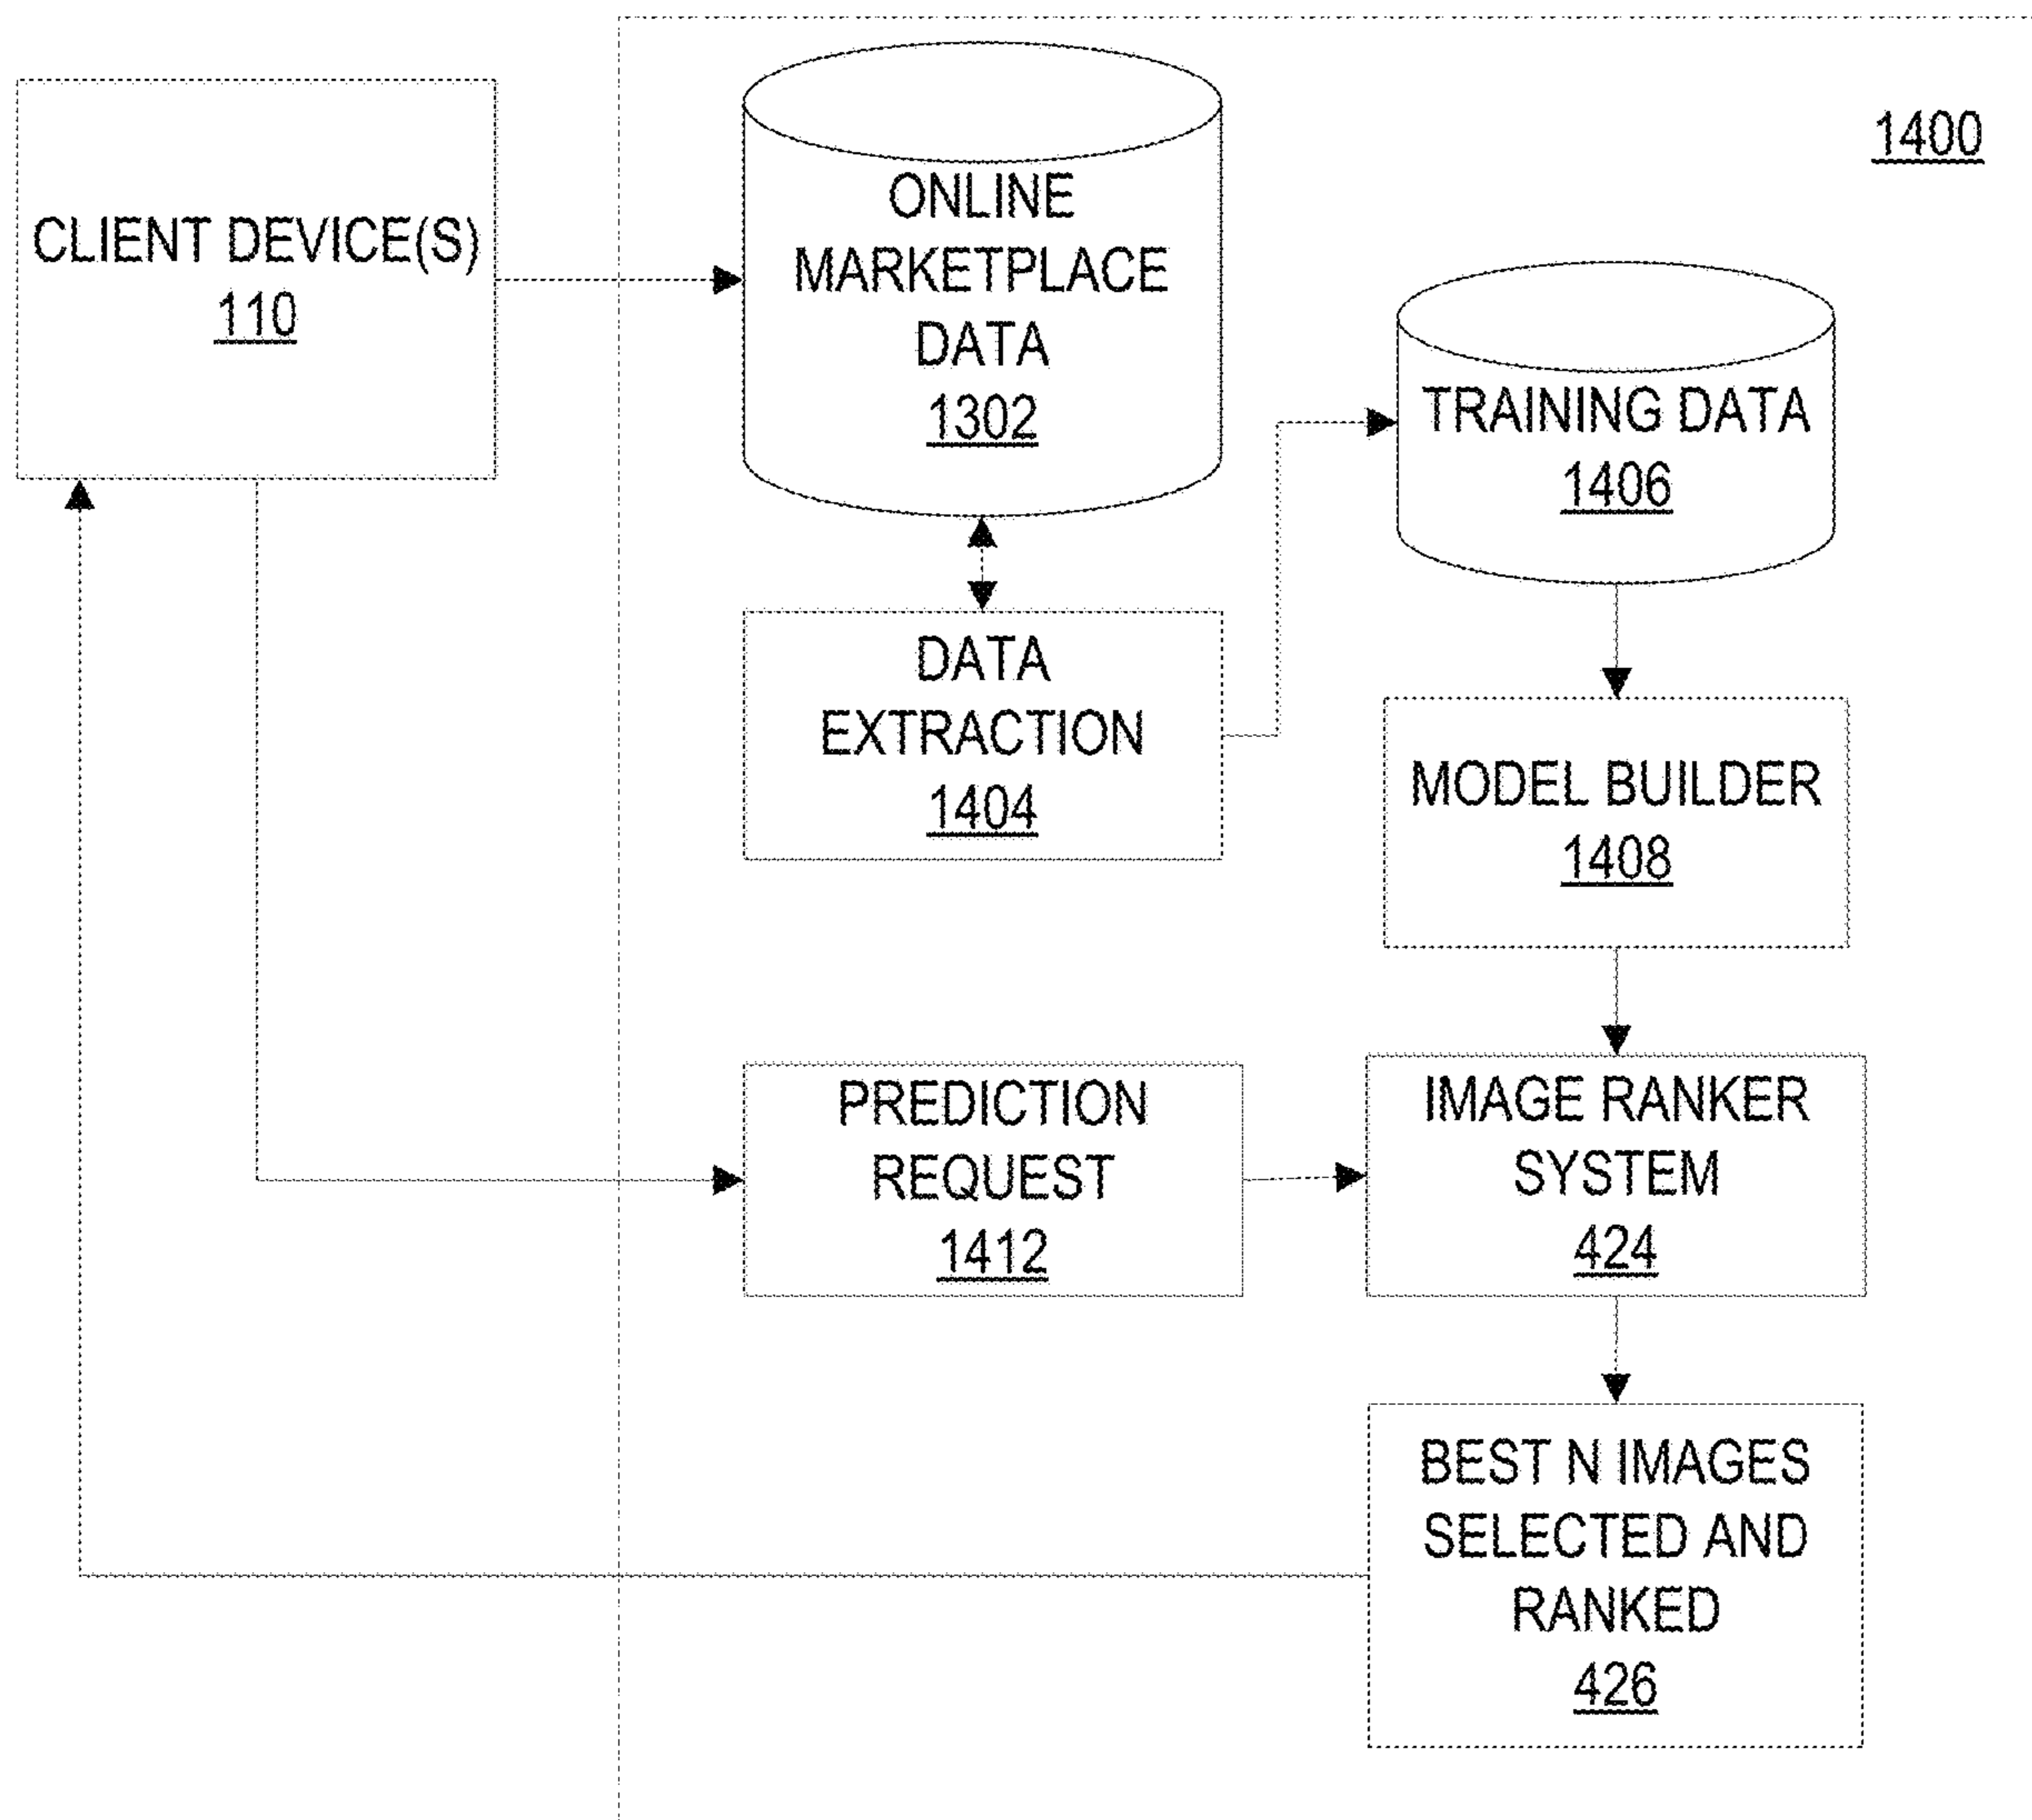 1400
CLIENT DEVICE(S)
110
ONLINE
MARKETPLACE
DATA
1302
TRAINING DATA
1406
DATA
EXTRACTION
1404
MODEL BUILDER
1408
PREDICTION
REQUEST
1412
IMAGE RANKER
SYSTEM
424
BEST N IMAGES
SELECTED AND
RANKED
426